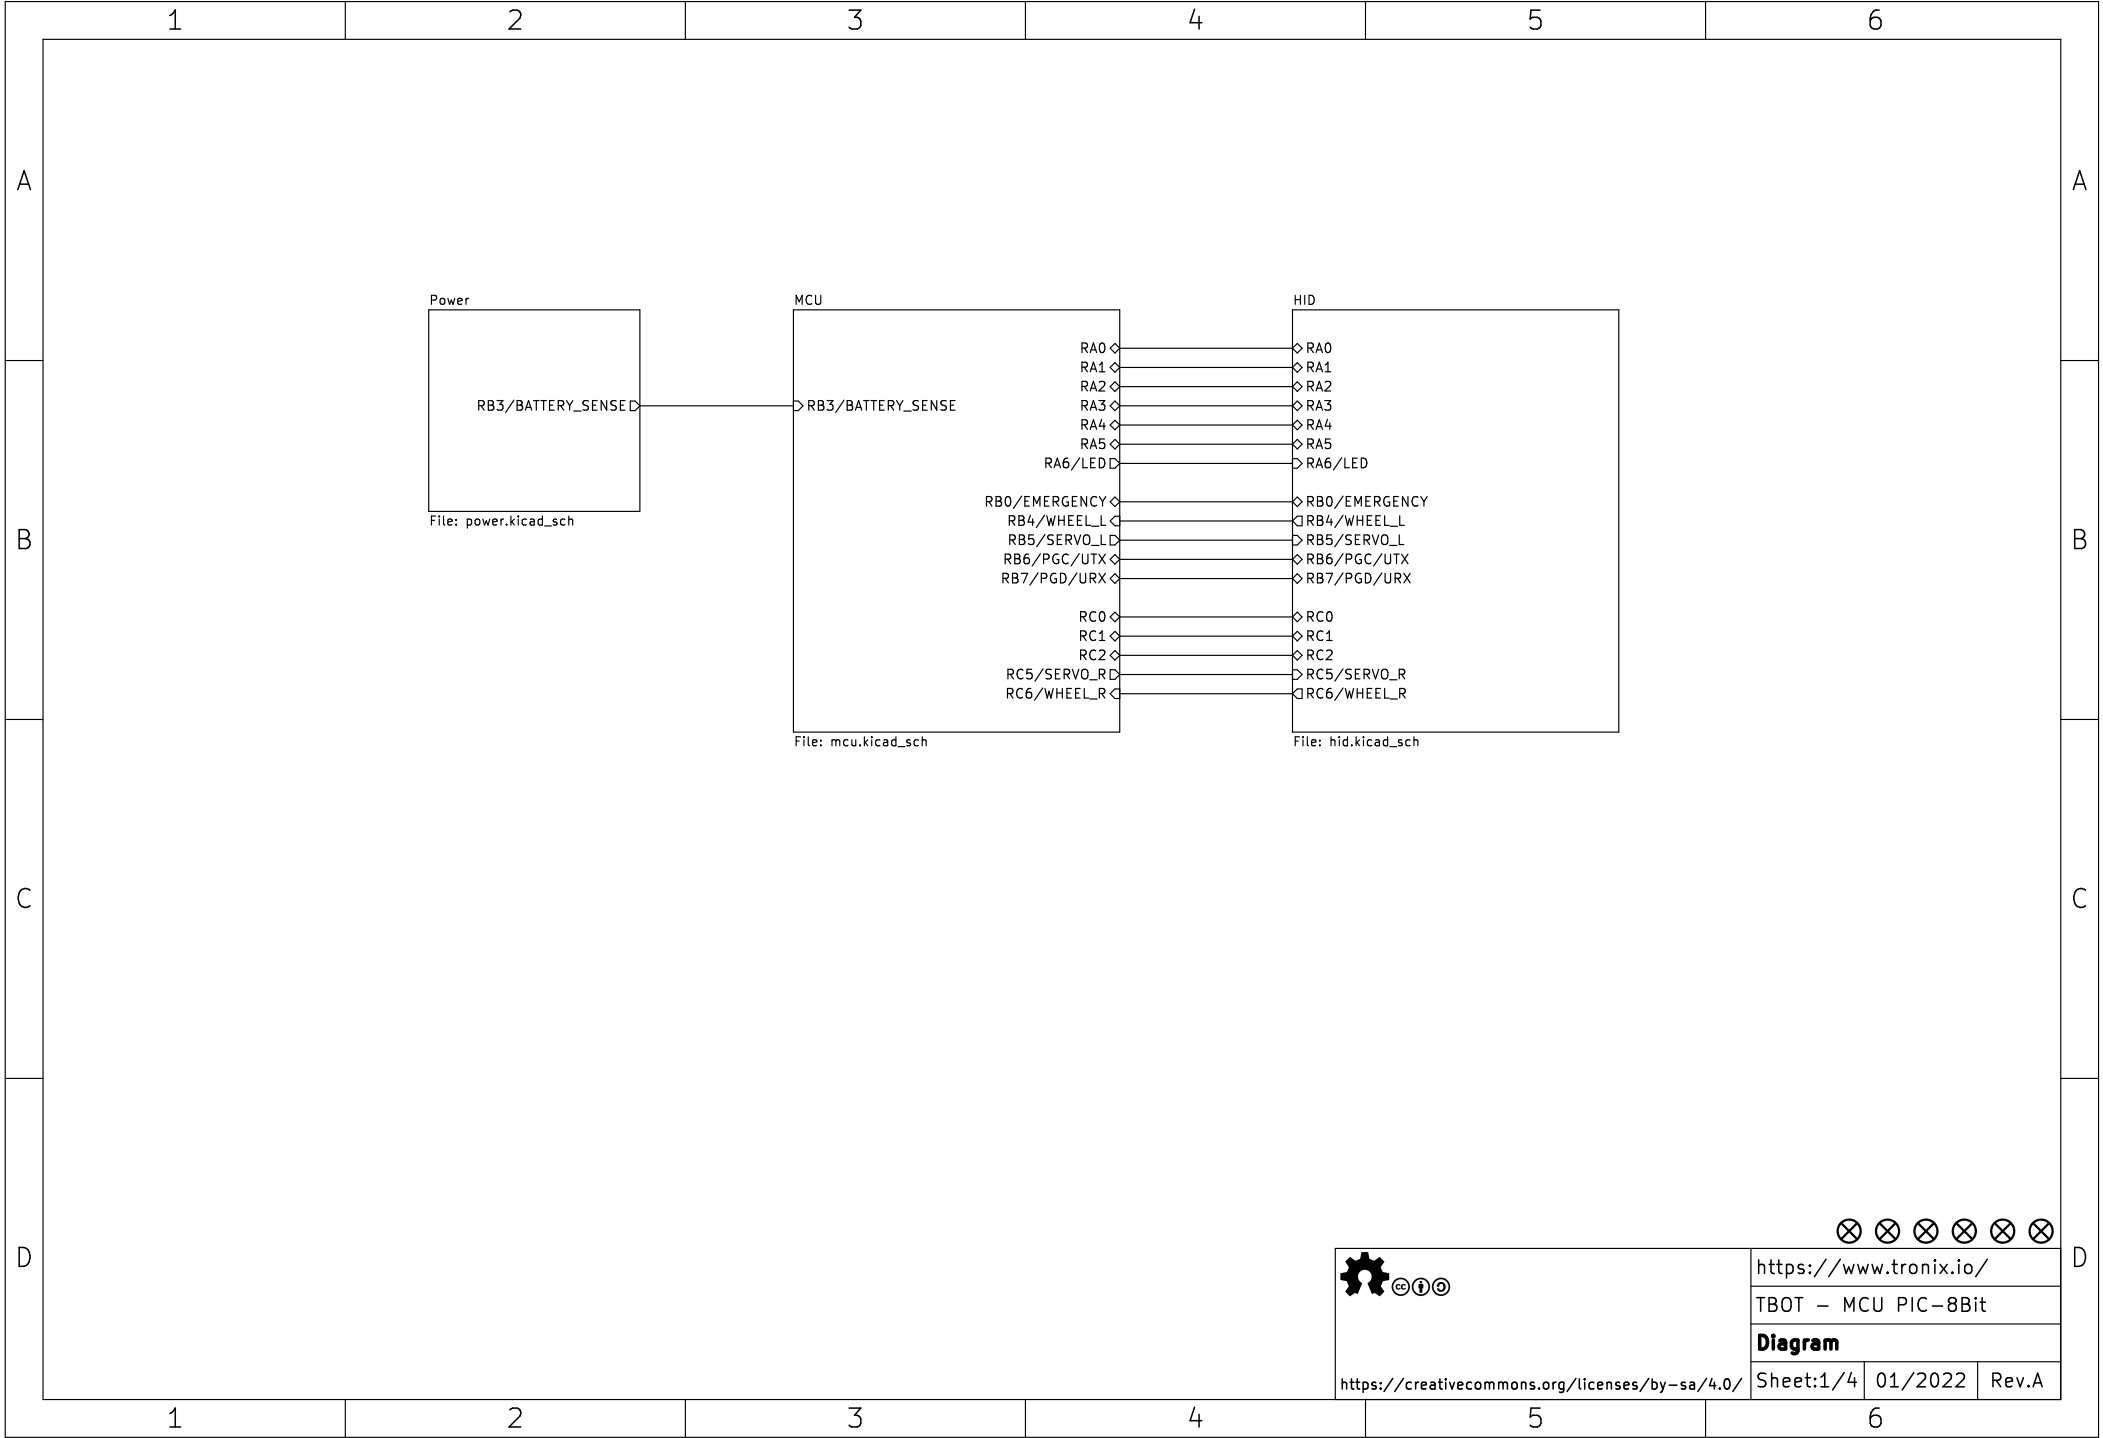 1 2 3 4 5 6
A A
Power MCU HID
RA0 RA0
RA1 RA1
RA2 RA2
RB3/BATTERY_SENSE RB3/BATTERY_SENSE RA3 RA3
RA4 RA4
RA5 RA5
RA6/LED RA6/LED
RB0/EMERGENCY RB0/EMERGENCY
File: power.kicad_sch RB4/WHEEL_L RB4/WHEEL_L
B RB5/SERVO_L RB5/SERVO_L B
RB6/PGC/UTX RB6/PGC/UTX
RB7/PGD/URX RB7/PGD/URX
RC0 RC0
RC1 RC1
RC2 RC2
RC5/SERVO_R RC5/SERVO_R
RC6/WHEEL_R RC6/WHEEL_R
File: mcu.kicad_sch File: hid.kicad_sch
C C
D D
https://www.tronix.io/
cc
TBOT - MCU PIC-8Bit
Diagram
https://creativecommons.org/licenses/by-sa/4.0/ Sheet:1/4 01/2022 Rev.A
1 2 3 4 5 6